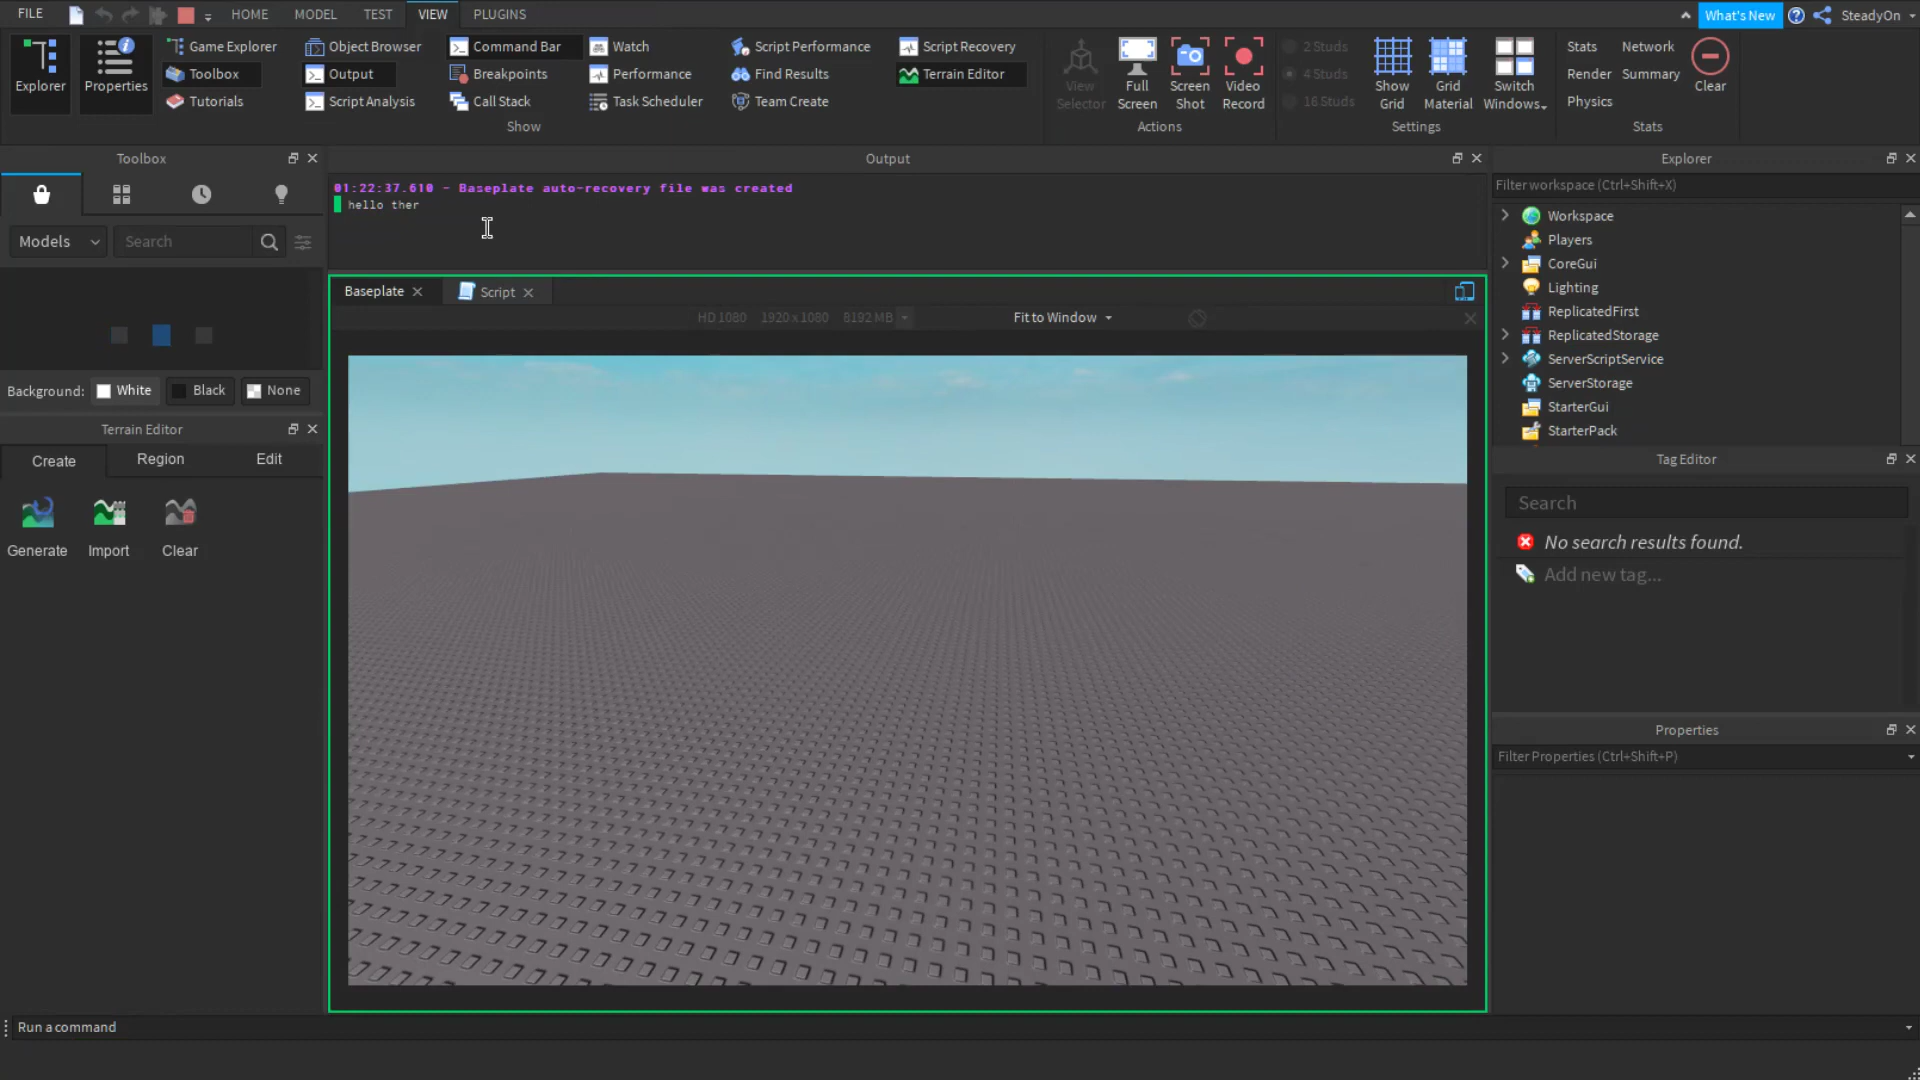 FILE HOME MODEL TEST VIEW PLUGINS What's New SteadyOn
Explorer
Properties
Game Explorer
Toolbox
Tutorials
Object Browser
Output
Script Analysis
Command Bar
Breakpoints
Call Stack
Watch
Performance
Task Scheduler
Script Performance
Find Results
Team Create
Script Recovery
Terrain Editor
Show
View
Selector
Full
Screen
Screen
Shot
Video
Record
Actions
2 Studs
4 Studs
16 Studs
Show
Grid
Grid
Material
Switch
Windows
Settings
Stats
Render
Physics
Network
Summary
Clear
Stats
Toolbox
Models
Search
Background: White Black None
Terrain Editor
Create Region Edit
Generate Import Clear
Output
01:22:37.610 - Baseplate auto-recovery file was created
hello ther
Baseplate Script
HD 1080 1920 x 1080 8192 MB Fit to Window
Explorer
Filter workspace (Ctrl+Shift+X)
Workspace
Players
CoreGui
Lighting
ReplicatedFirst
ReplicatedStorage
ServerScriptService
ServerStorage
StarterGui
StarterPack
Tag Editor
Search
No search results found.
Add new tag...
Properties
Filter Properties (Ctrl+Shift+P)
Run a command